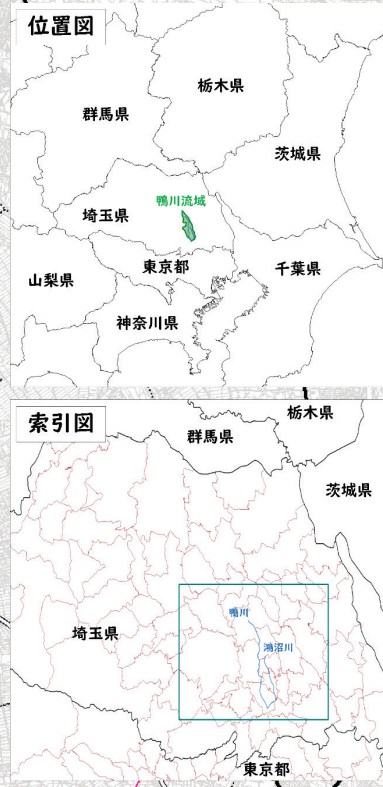 位置図
栃木県
群馬県
茨城県
鴨川流域
埼玉県
東京都
千葉県
山梨県
神奈川県
索引図
栃木県
群馬県
茨城県
鴨川
鴻沼川
埼玉県
東京都